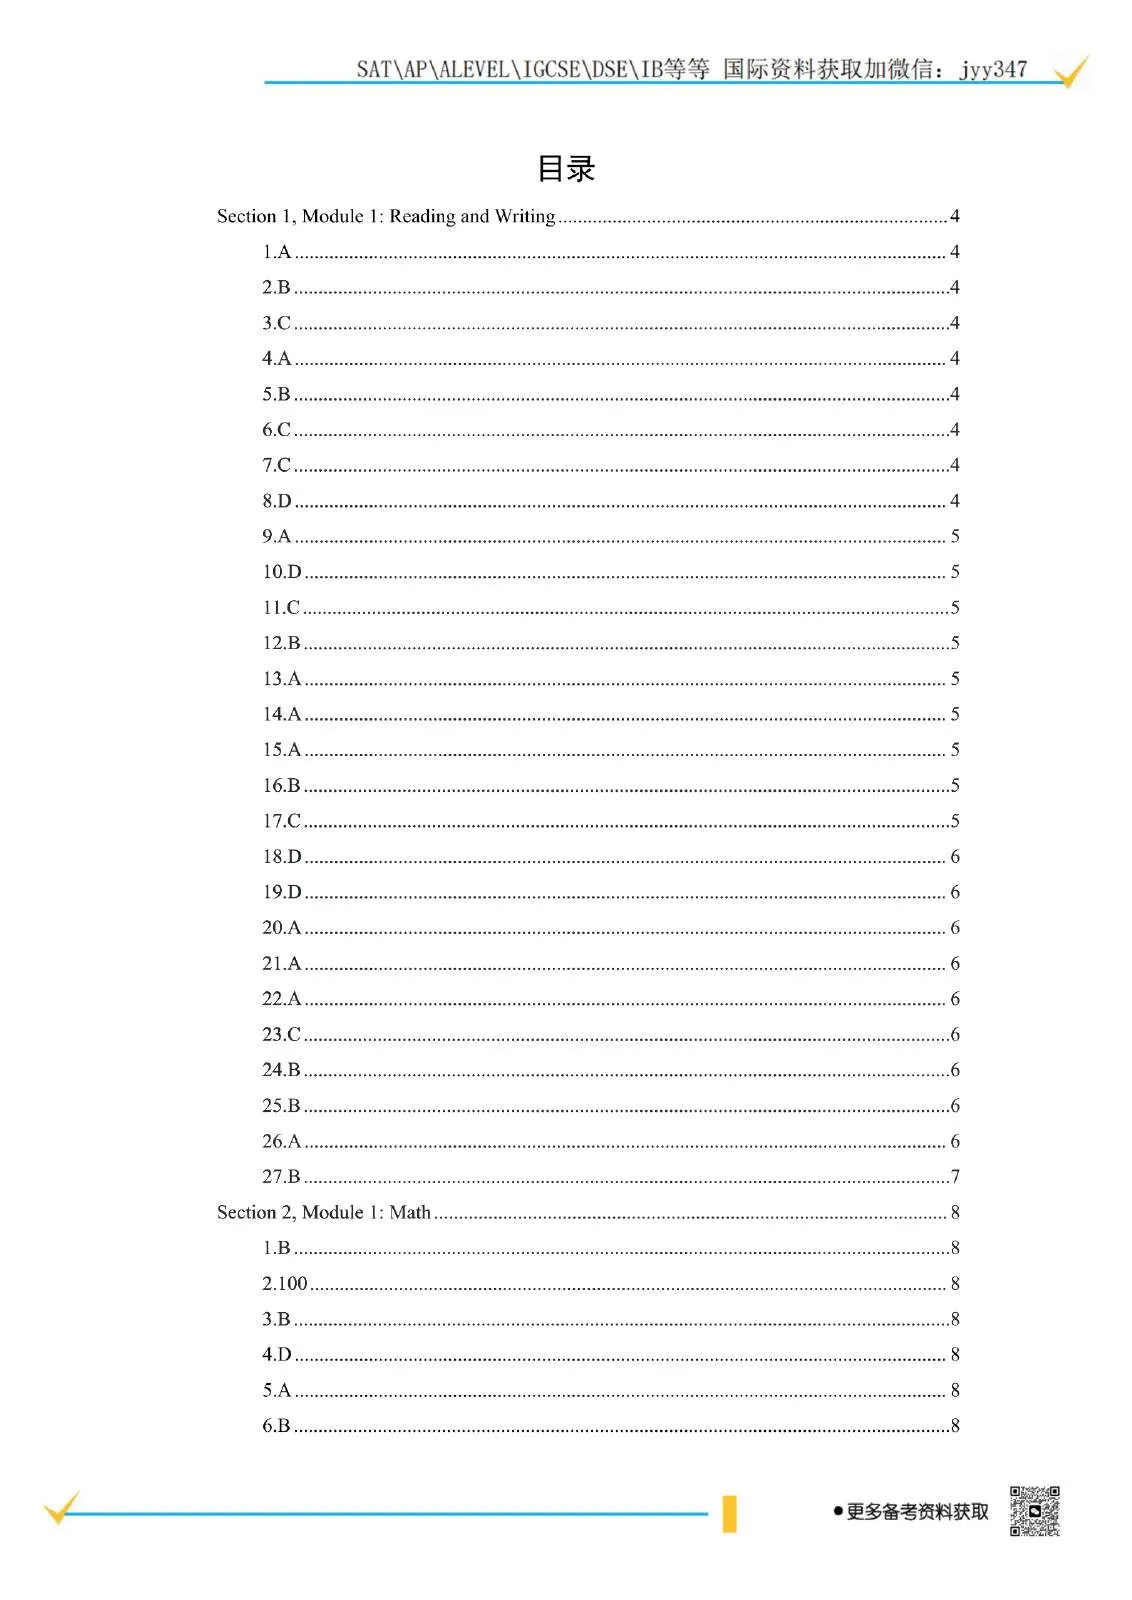 SAT\AP\ALEVEL\IGCSE\DSE\IB等等 国际资料获取加微信：jyy347
目录
Section 1, Module 1: Reading and Writing 4
1.A 4
2.B 4
3.C 4
4.A 4
5.B 4
6.C 4
7.C 4
8.D 4
9.A 5
10.D 5
11.C 5
12.B 5
13.A 5
14.A 5
15.A 5
16.B 5
17.C 5
18.D 6
19.D 6
20.A 6
21.A 6
22.A 6
23.C 6
24.B 6
25.B 6
26.A 6
27.B 7
Section 2, Module 1: Math 8
1.B 8
2.100 8
3.B 8
4.D 8
5.A 8
6.B 8
●更多备考资料获取